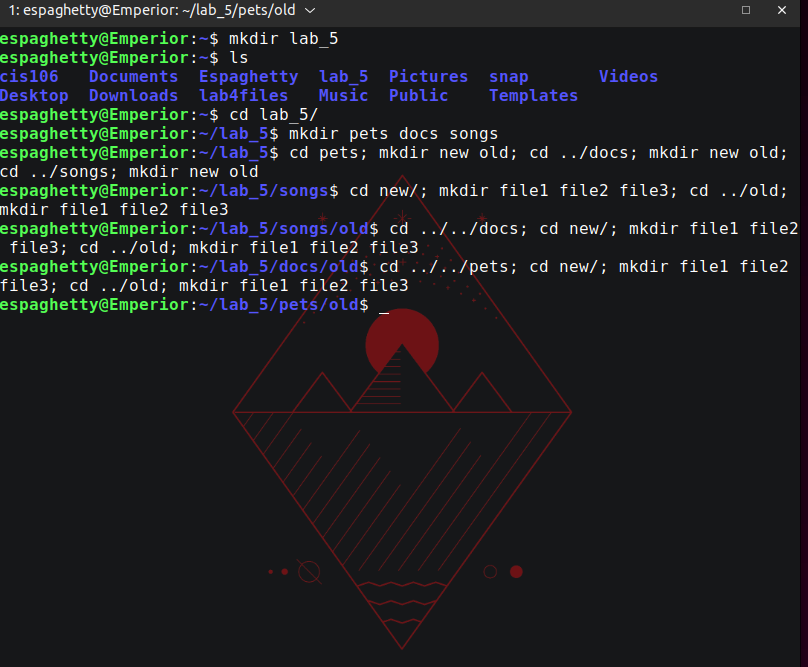 1: espaghetty@Emperior: ~/lab_5/pets/old
espaghetty@Emperior:~$ mkdir lab_5
espaghetty@Emperior:~$ ls
cis106   Documents  Espaghetty  lab_5  Pictures  snap       Videos
Desktop  Downloads  lab4files   Music  Public    Templates
espaghetty@Emperior:~$ cd lab_5/
espaghetty@Emperior:~/lab_5$ mkdir pets docs songs
espaghetty@Emperior:~/lab_5$ cd pets; mkdir new old; cd ../docs; mkdir new old;
cd ../songs; mkdir new old
espaghetty@Emperior:~/lab_5/songs$ cd new/; mkdir file1 file2 file3; cd ../old;
mkdir file1 file2 file3
espaghetty@Emperior:~/lab_5/songs/old$ cd ../../docs; cd new/; mkdir file1 file2
 file3; cd ../old; mkdir file1 file2 file3
espaghetty@Emperior:~/lab_5/docs/old$ cd ../../pets; cd new/; mkdir file1 file2
file3; cd ../old; mkdir file1 file2 file3
espaghetty@Emperior:~/lab_5/pets/old$ _